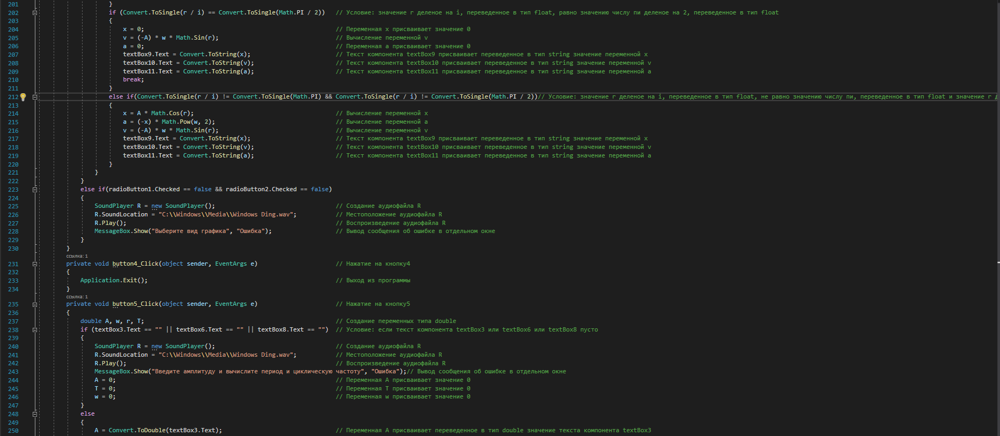 201 }
202 if (Convert.ToSingle(r / i) == Convert.ToSingle(Math.PI / 2)) // Условие: значение r деленое на i, переведенное в тип float, равно значению числу пи деленое на 2, переведенное в тип float
203 {
204 x = 0; // Переменная x присваивает значение 0
205 v = (-A) * w * Math.Sin(r); // Вычисление переменной v
206 a = 0; // Переменная a присваивает значение 0
207 textBox9.Text = Convert.ToString(x); // Текст компонента textBox9 присваивает переведенное в тип string значение переменной x
208 textBox10.Text = Convert.ToString(v); // Текст компонента textBox10 присваивает переведенное в тип string значение переменной v
209 textBox11.Text = Convert.ToString(a); // Текст компонента textBox11 присваивает переведенное в тип string значение переменной a
210 break;
211 }
212 else if(Convert.ToSingle(r / i) != Convert.ToSingle(Math.PI) && Convert.ToSingle(r / i) != Convert.ToSingle(Math.PI / 2))// Условие: значение r деленое на i, переведенное в тип float, не равно значению числу пи, переведенное в тип float и значение r
213 {
214 x = A * Math.Cos(r); // Вычисление переменной x
215 a = (-x) * Math.Pow(w, 2); // Вычисление переменной a
216 v = (-A) * w * Math.Sin(r); // Вычисление переменной v
217 textBox9.Text = Convert.ToString(x); // Текст компонента textBox9 присваивает переведенное в тип string значение переменной x
218 textBox10.Text = Convert.ToString(v); // Текст компонента textBox10 присваивает переведенное в тип string значение переменной v
219 textBox11.Text = Convert.ToString(a); // Текст компонента textBox11 присваивает переведенное в тип string значение переменной a
220 }
221 }
222 }
223 else if(radioButton1.Checked == false && radioButton2.Checked == false)
224 {
225 SoundPlayer R = new SoundPlayer(); // Создание аудиофайла R
226 R.SoundLocation = "C:\\Windows\\Media\\Windows Ding.wav"; // Местоположение аудиофайла R
227 R.Play(); // Воспроизведение аудиофайла R
228 MessageBox.Show("Выберите вид графика", "Ошибка"); // Вывод сообщения об ошибке в отдельном окне
229 }
230 }
ссылка: 1
231 private void button4_Click(object sender, EventArgs e) // Нажатие на кнопку4
232 {
233 Application.Exit(); // Выход из программы
234 }
ссылка: 1
235 private void button5_Click(object sender, EventArgs e) // Нажатие на кнопку5
236 {
237 double A, w, r, T; // Создание переменных типа double
238 if (textBox3.Text == "" || textBox6.Text == "" || textBox8.Text == "") // Условие: если текст компонента textBox3 или textBox6 или textBox8 пусто
239 {
240 SoundPlayer R = new SoundPlayer(); // Создание аудиофайла R
241 R.SoundLocation = "C:\\Windows\\Media\\Windows Ding.wav"; // Местоположение аудиофайла R
242 R.Play(); // Воспроизведение аудиофайла R
243 MessageBox.Show("Введите амплитуду и вычислите период и циклическую частоту", "Ошибка");// Вывод сообщения об ошибке в отдельном окне
244 A = 0; // Переменная A присваивает значение 0
245 T = 0; // Переменная T присваивает значение 0
246 w = 0; // Переменная w присваивает значение 0
247 }
248 else
249 {
250 A = Convert.ToDouble(textBox3.Text); // Переменная A присваивает переведенное в тип double значение текста компонента textBox3